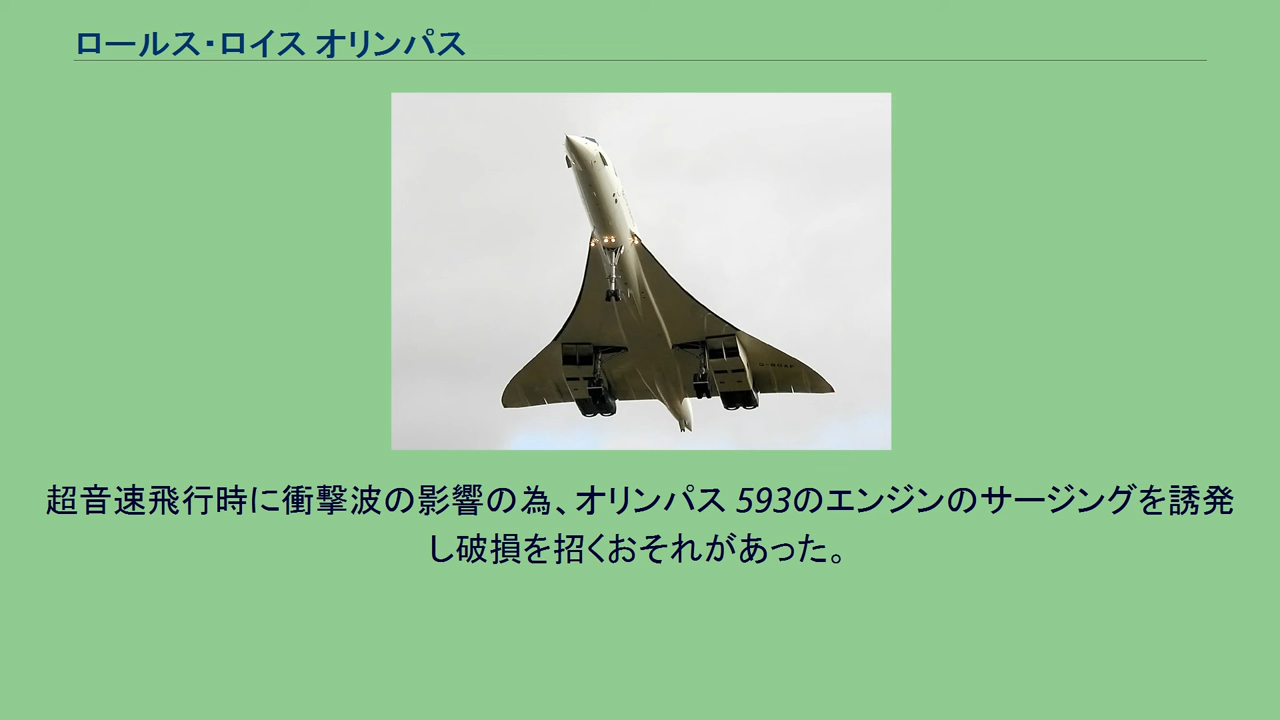 ロールス・ロイス オリンパス
超音速飛行時に衝撃波の影響の為、オリンパス 593のエンジンのサージングを誘発
し破損を招くおそれがあった。